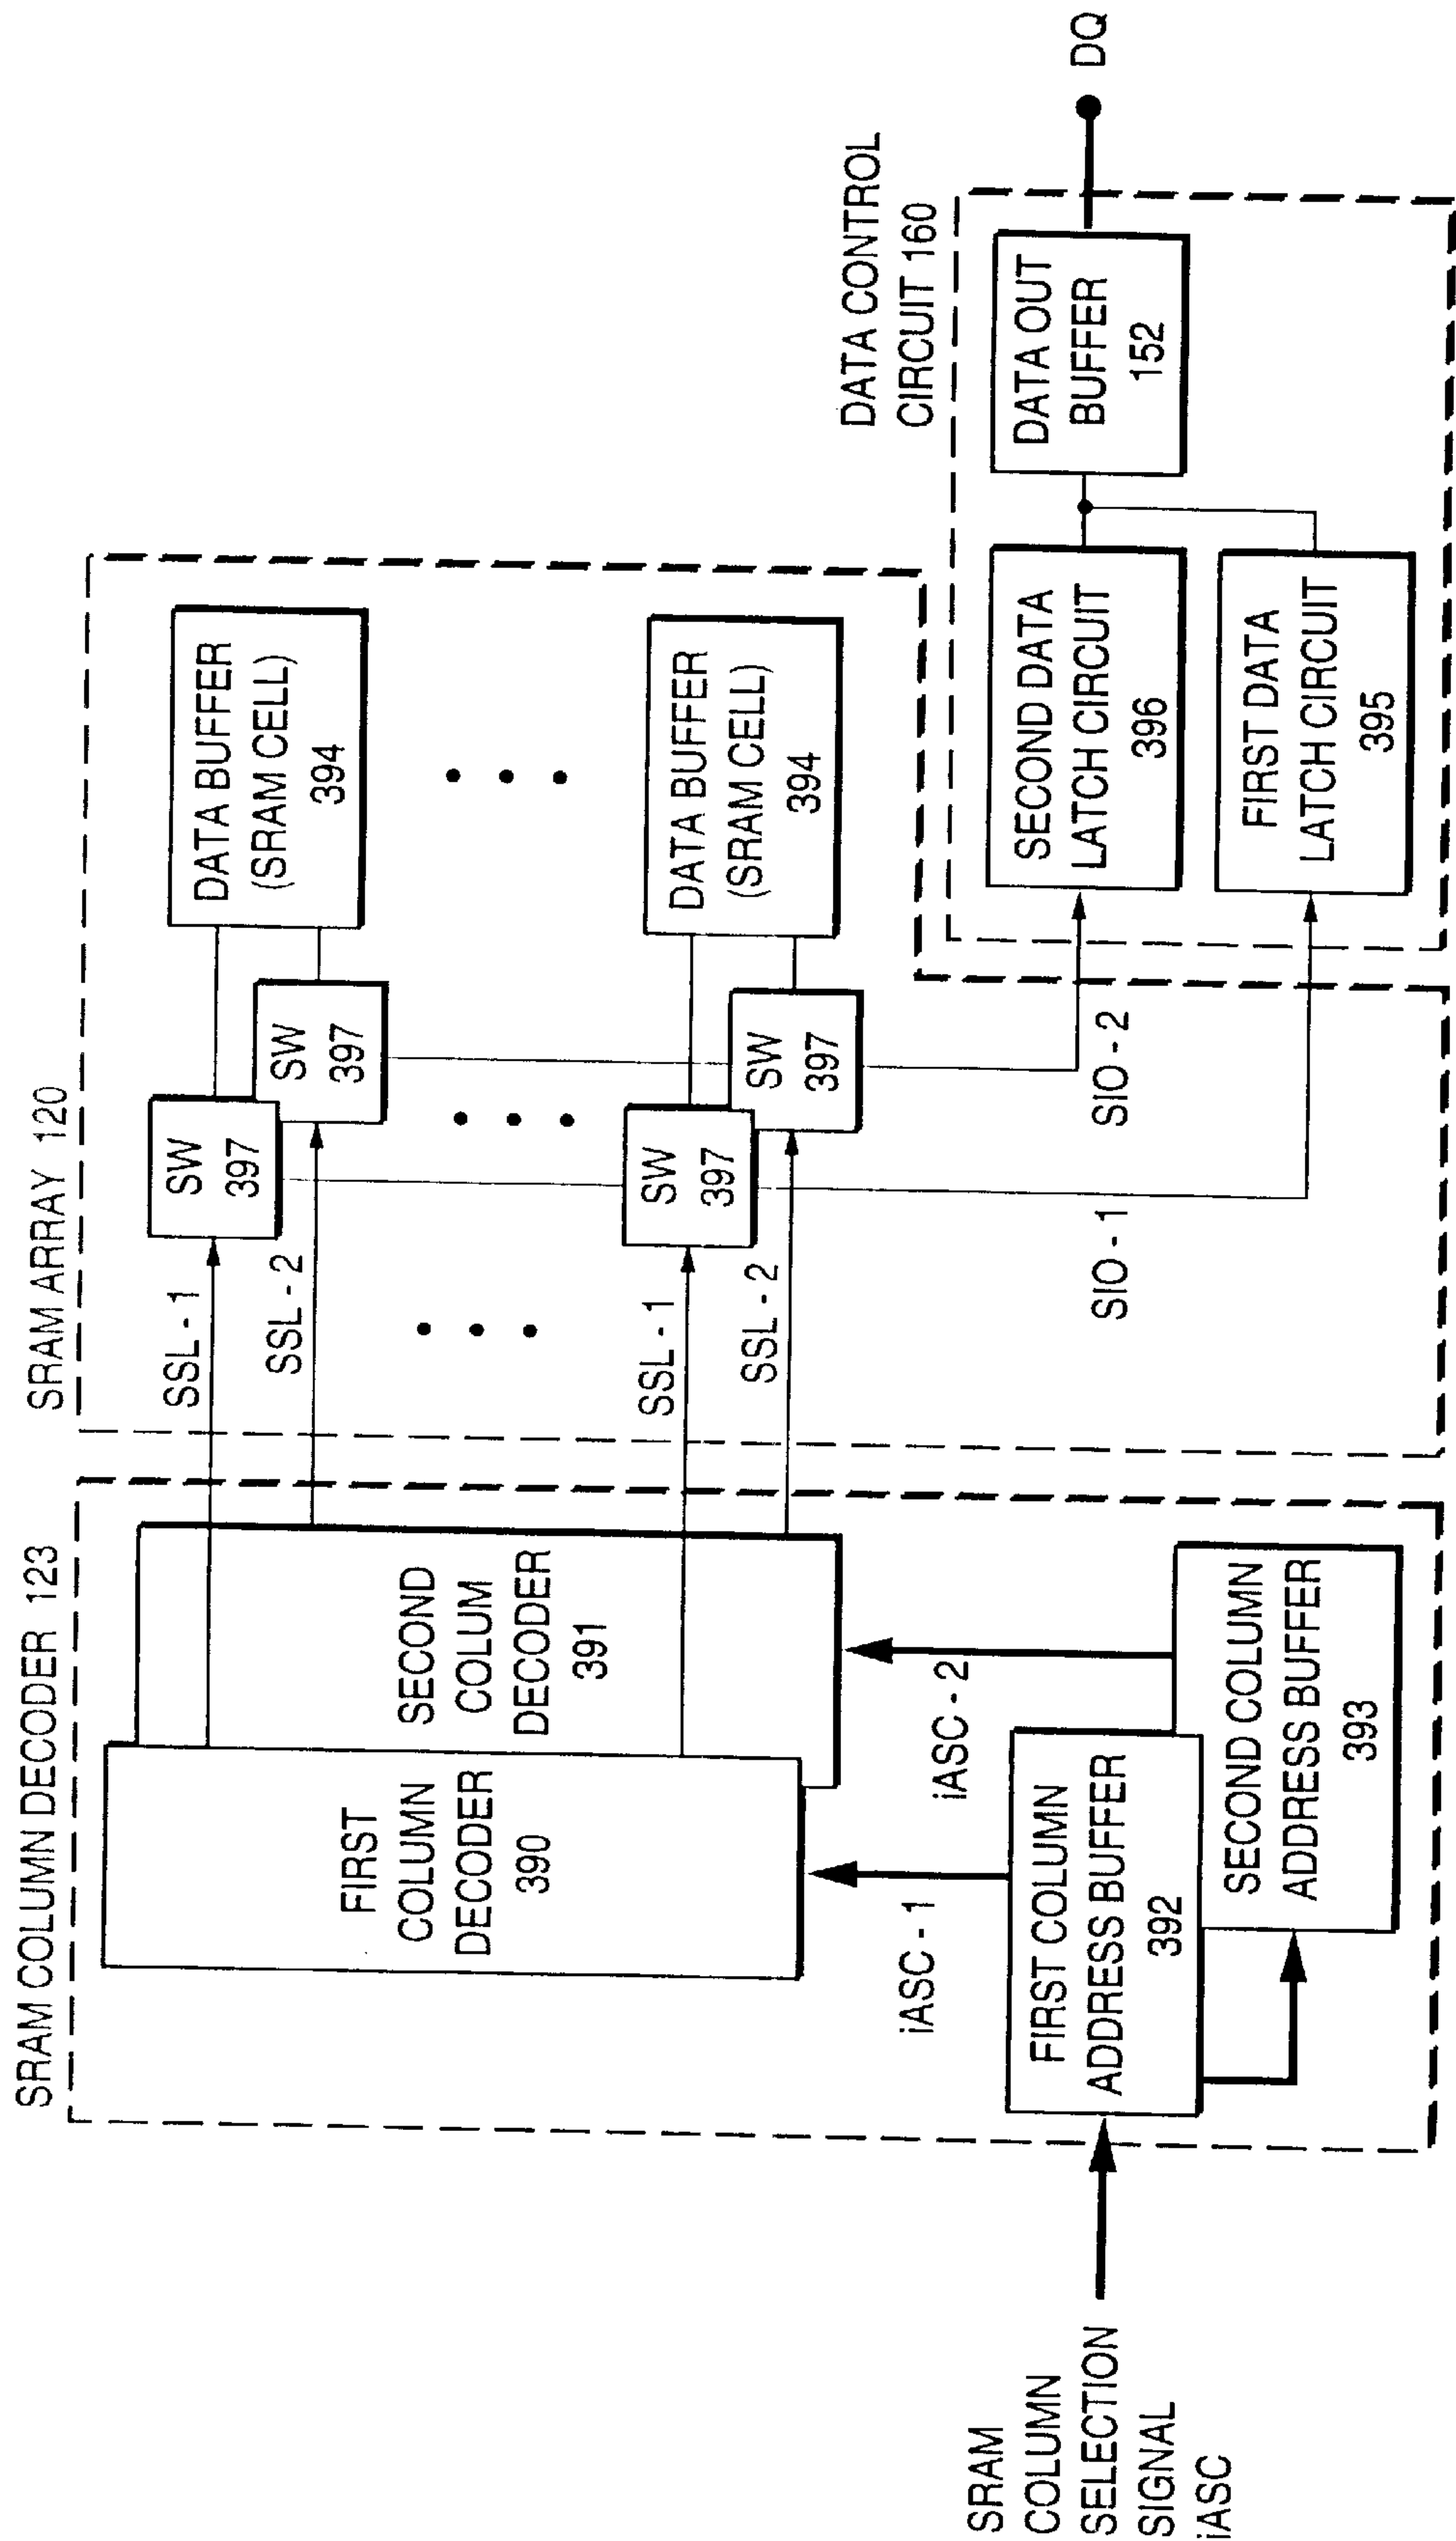 SRAM COLUMN DECODER 123
FIRST
COLUMN
DECODER
390
SECOND
COLUM
DECODER
391
iASC - 1
iASC - 2
FIRST COLUMN
ADDRESS BUFFER
392
SECOND COLUMN
ADDRESS BUFFER
393
SRAM
COLUMN
SELECTION
SIGNAL
iASC
SRAM ARRAY 120
SSL - 1
SSL - 2
SW
397
SW
397
DATA BUFFER
(SRAM CELL)
394
SSL - 1
SSL - 2
SW
397
SW
397
DATA BUFFER
(SRAM CELL)
394
SIO - 1
SIO - 2
DATA CONTROL
CIRCUIT 160
SECOND DATA
LATCH CIRCUIT
396
FIRST DATA
LATCH CIRCUIT
395
DATA OUT
BUFFER
152
DQ